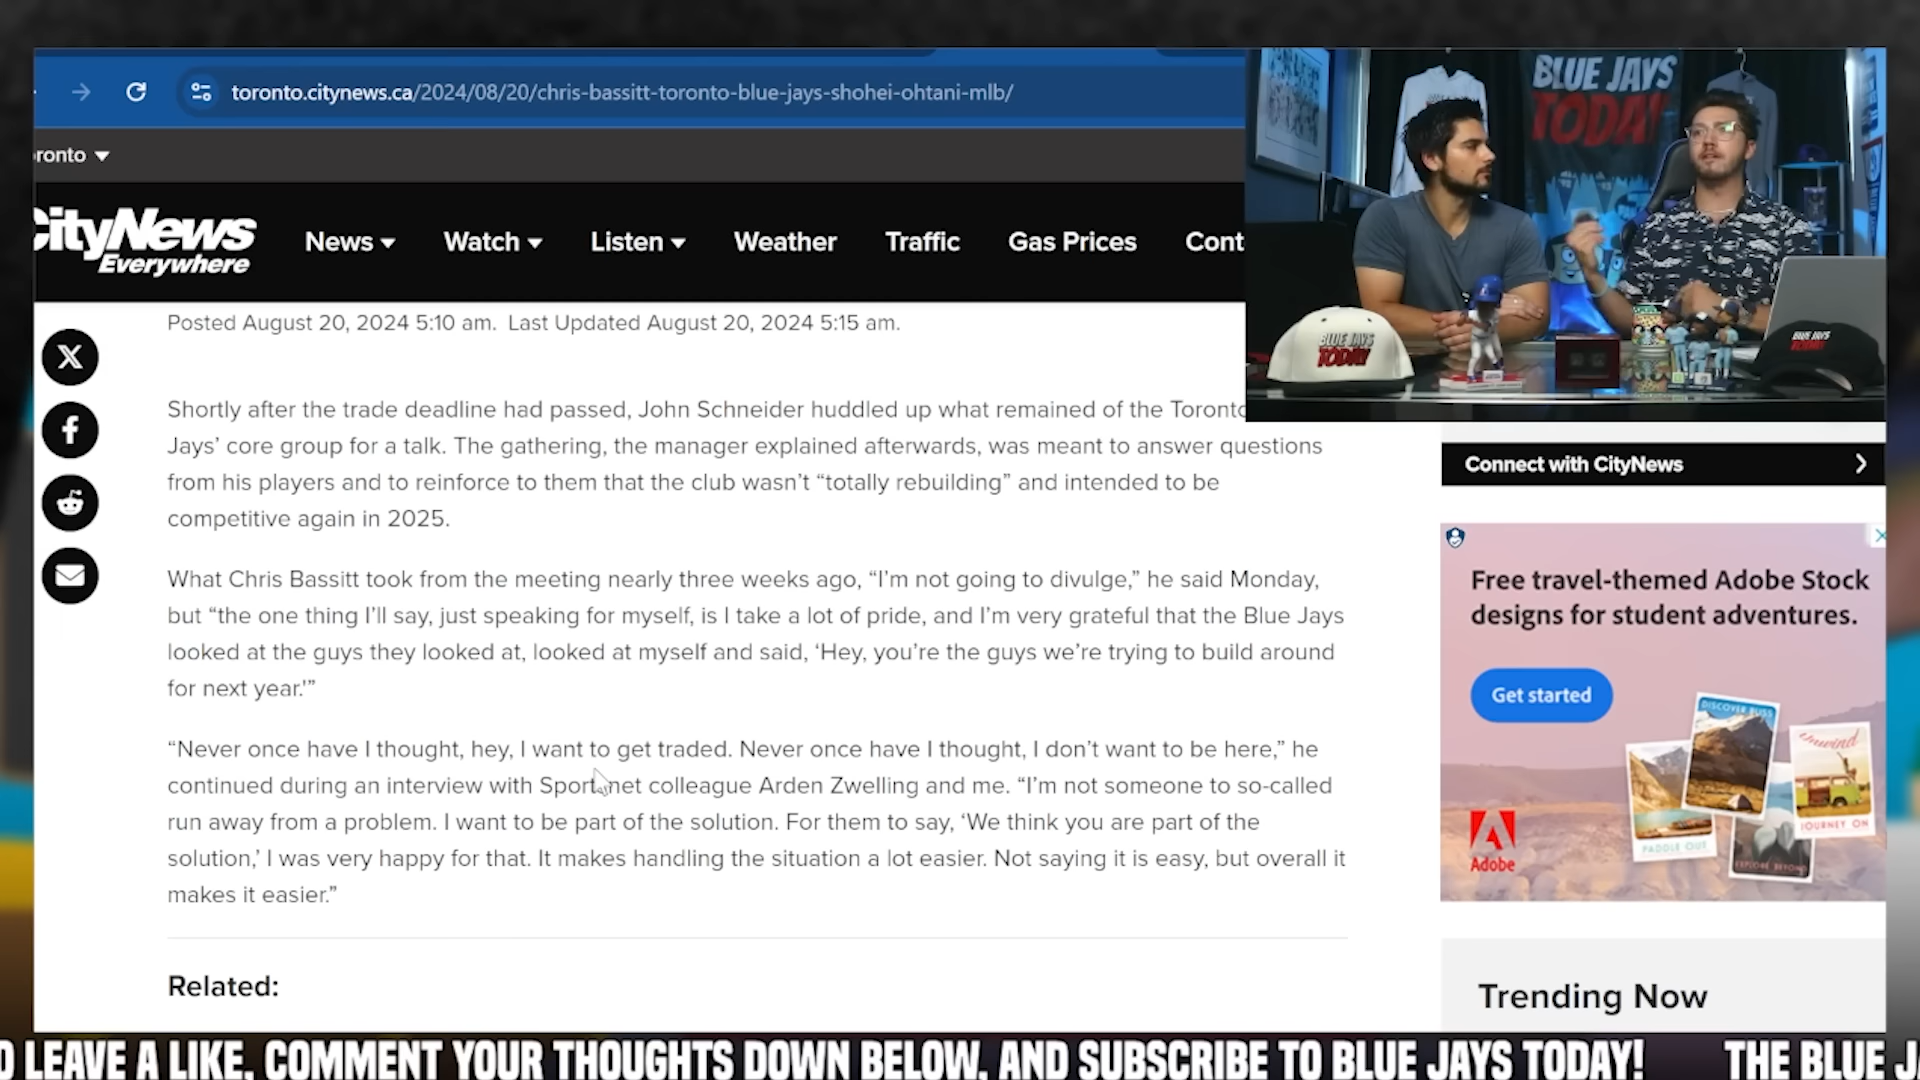 toronto.citynews.ca/2024/08/20/chris-bassitt-toronto-blue-jays-shohei-ohtani-mlb/
BLUE JAYS
TODAY
ronto
CityNews
Everywhere
News
Watch
Listen
Weather
Traffic
Gas Prices
Cont
BLUE JAYS
TODAY
BLUE JAYS
TODAY
Posted August 20, 2024 5:10 am. Last Updated August 20, 2024 5:15 am.
Shortly after the trade deadline had passed, John Schneider huddled up what remained of the Toronto
Jays’ core group for a talk. The gathering, the manager explained afterwards, was meant to answer questions
from his players and to reinforce to them that the club wasn’t “totally rebuilding” and intended to be
competitive again in 2025.
What Chris Bassitt took from the meeting nearly three weeks ago, “I’m not going to divulge,” he said Monday,
but “the one thing I’ll say, just speaking for myself, is I take a lot of pride, and I’m very grateful that the Blue Jays
looked at the guys they looked at, looked at myself and said, ‘Hey, you’re the guys we’re trying to build around
for next year.'”
“Never once have I thought, hey, I want to get traded. Never once have I thought, I don’t want to be here,” he
continued during an interview with Sportsnet colleague Arden Zwelling and me. “I’m not someone to so-called
run away from a problem. I want to be part of the solution. For them to say, ‘We think you are part of the
solution,’ I was very happy for that. It makes handling the situation a lot easier. Not saying it is easy, but overall it
makes it easier.”
Related:
Connect with CityNews
Free travel-themed Adobe Stock
designs for student adventures.
Get started
DISCOVER BLISS
Unwind
JOURNEY ON
PADDLE OUT
EXPLORE BEYOND
Adobe
Trending Now
O LEAVE A LIKE, COMMENT YOUR THOUGHTS DOWN BELOW, AND SUBSCRIBE TO BLUE JAYS TODAY! THE BLUE J